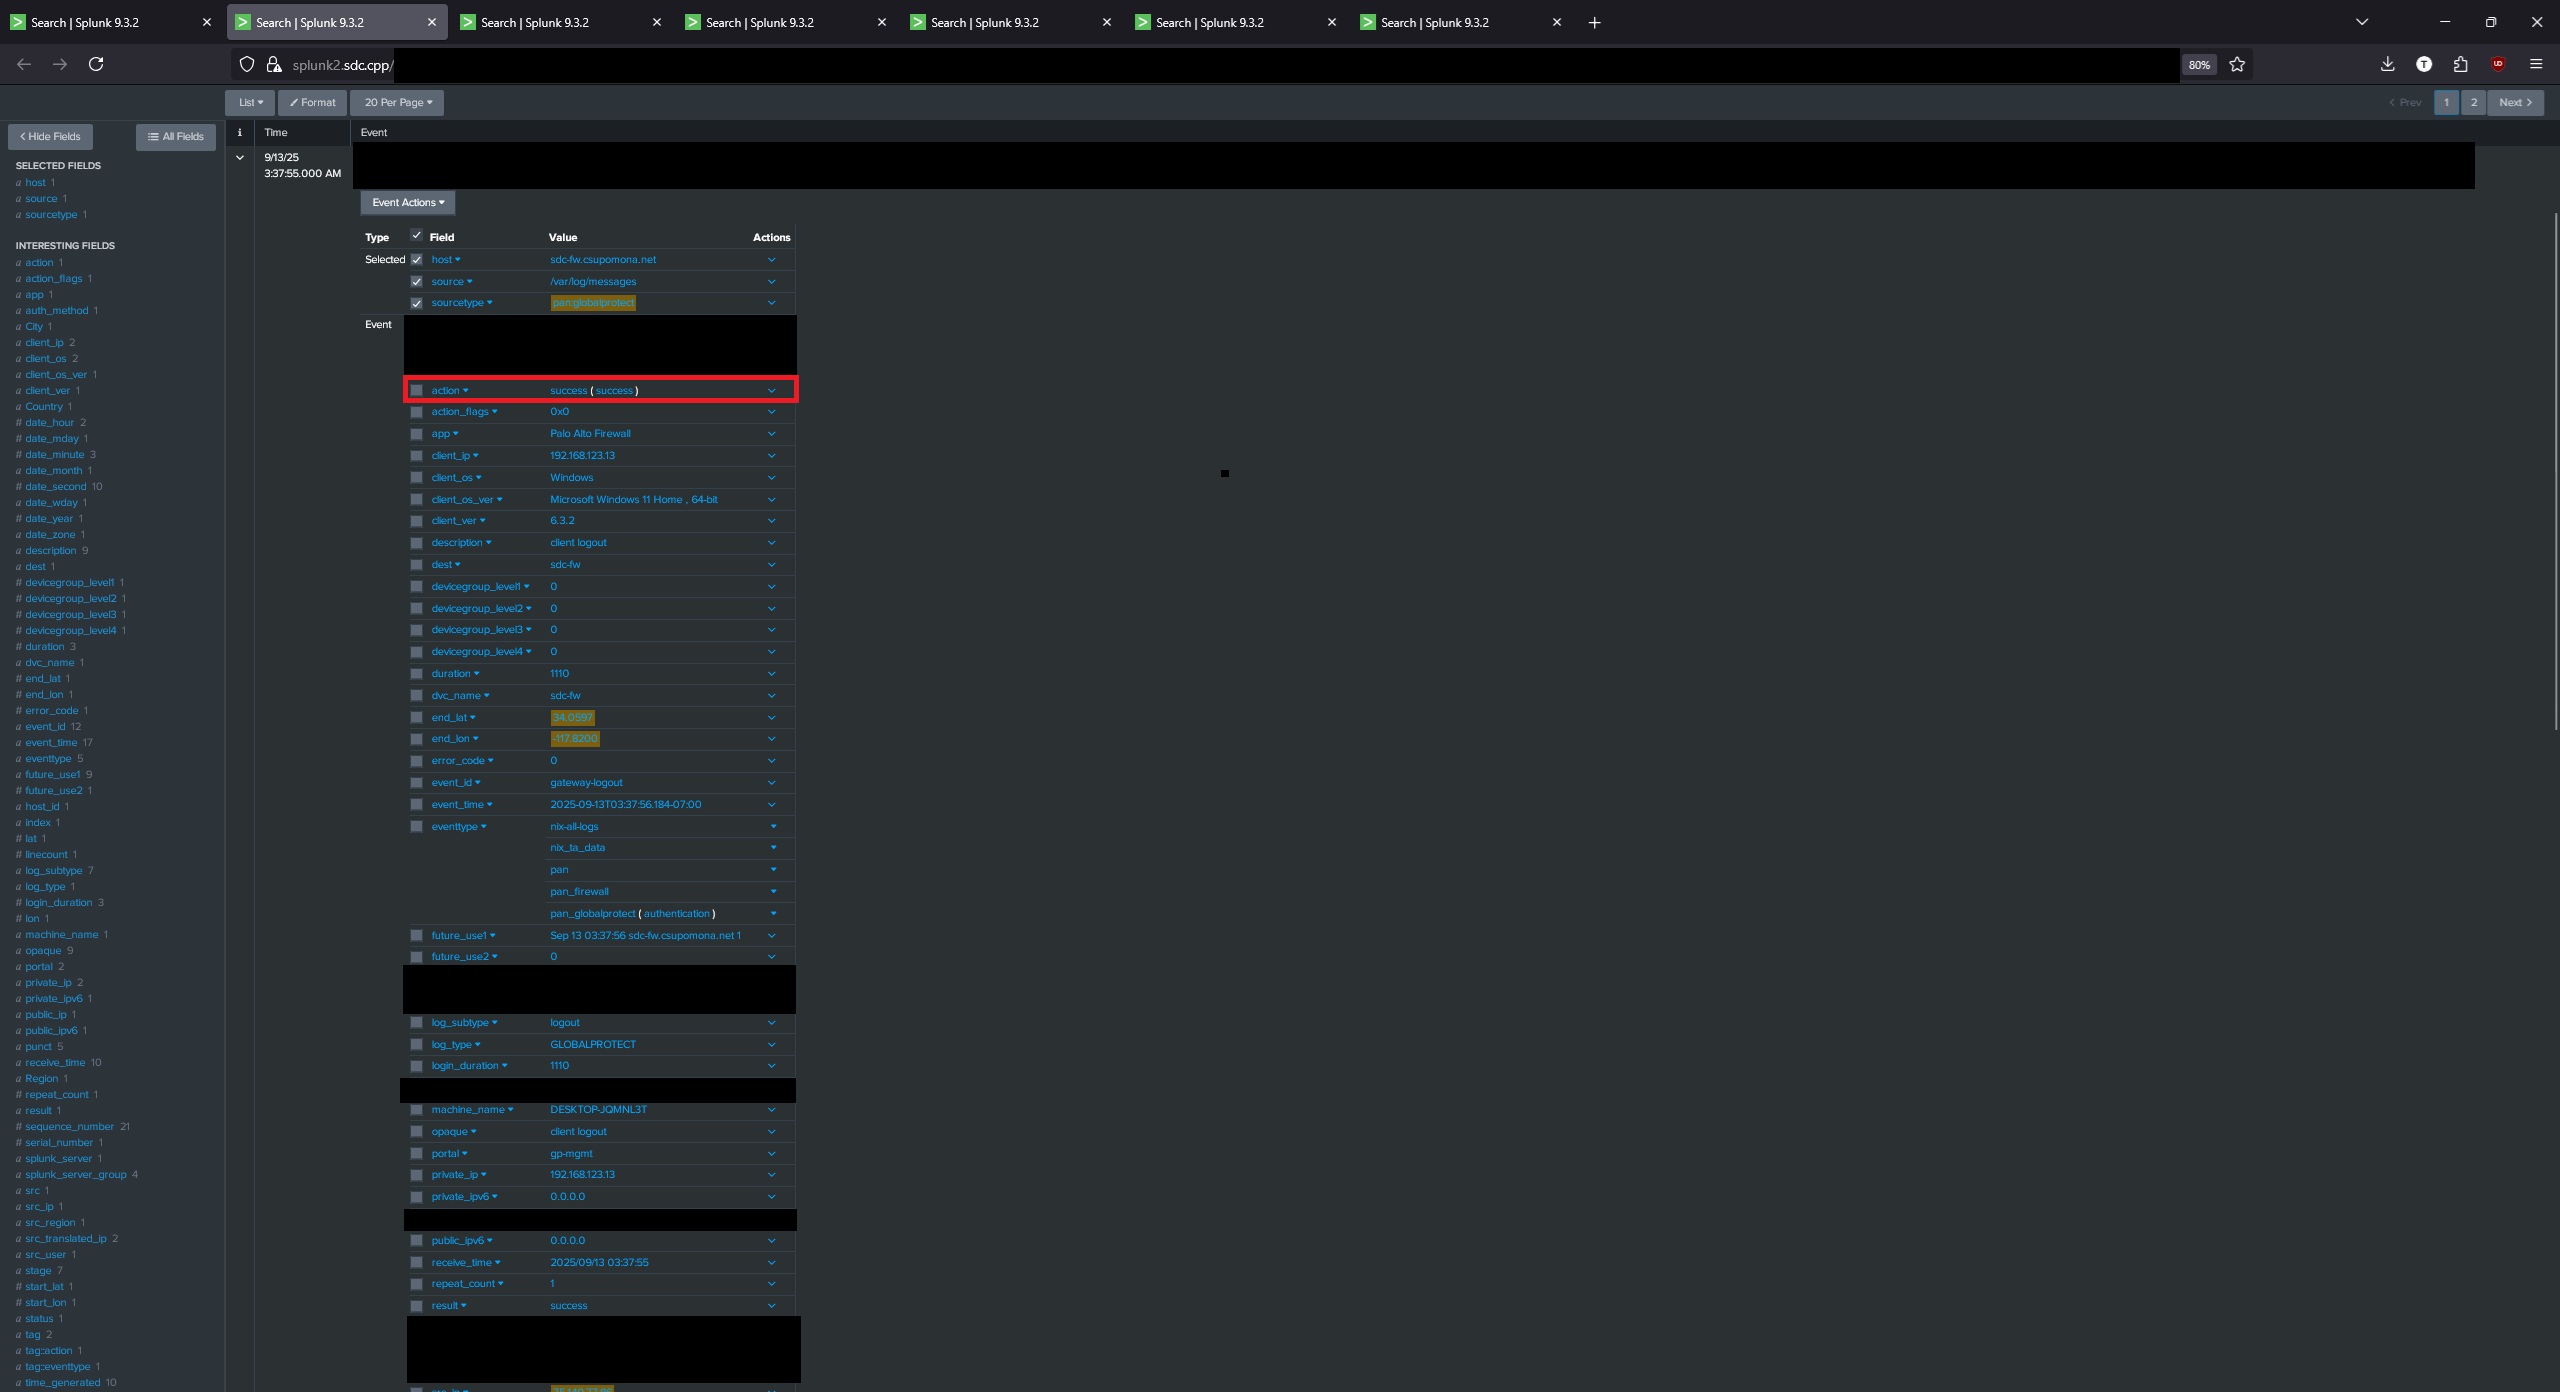 Search | Splunk 9.3.2
Search | Splunk 9.3.2
Search | Splunk 9.3.2
Search | Splunk 9.3.2
Search | Splunk 9.3.2
Search | Splunk 9.3.2
Search | Splunk 9.3.2
splunk2.sdc.cpp/
80%
List
Format
20 Per Page
< Prev
1
2
Next >
< Hide Fields
All Fields
SELECTED FIELDS
a host 1
a source 1
a sourcetype 1
INTERESTING FIELDS
a action 1
a action_flags 1
a app 1
a auth_method 1
a City 1
a client_ip 2
a client_os 2
a client_os_ver 1
a client_ver 1
a Country 1
# date_hour 2
# date_mday 1
# date_minute 3
a date_month 1
# date_second 10
a date_wday 1
# date_year 1
a date_zone 1
a description 9
a dest 1
# devicegroup_level1 1
# devicegroup_level2 1
# devicegroup_level3 1
# devicegroup_level4 1
# duration 3
a dvc_name 1
# end_lat 1
# end_lon 1
# error_code 1
a event_id 12
a event_time 17
a eventtype 5
a future_use1 9
# future_use2 1
a host_id 1
a index 1
# lat 1
# linecount 1
a log_subtype 7
a log_type 1
# login_duration 3
# lon 1
a machine_name 1
a opaque 9
a portal 2
a private_ip 2
a private_ipv6 1
a public_ip 1
a public_ipv6 1
a punct 5
a receive_time 10
a Region 1
# repeat_count 1
a result 1
# sequence_number 21
# serial_number 1
a splunk_server 1
a splunk_server_group 4
a src 1
a src_ip 1
a src_region 1
a src_translated_ip 2
a src_user 1
a stage 7
# start_lat 1
# start_lon 1
a status 1
a tag 2
a tag::action 1
a tag::eventtype 1
a time_generated 10
i Time Event
9/13/25
3:37:55.000 AM
Event Actions
Type Field Value Actions
Selected host sdc-fw.csupomona.net
source /var/log/messages
sourcetype pan:globalprotect
Event
action success ( success )
action_flags 0x0
app Palo Alto Firewall
client_ip 192.168.123.13
client_os Windows
client_os_ver Microsoft Windows 11 Home , 64-bit
client_ver 6.3.2
description client logout
dest sdc-fw
devicegroup_level1 0
devicegroup_level2 0
devicegroup_level3 0
devicegroup_level4 0
duration 1110
dvc_name sdc-fw
end_lat 34.0597
end_lon -117.8200
error_code 0
event_id gateway-logout
event_time 2025-09-13T03:37:56.184-07:00
eventtype nix-all-logs
nix_ta_data
pan
pan_firewall
pan_globalprotect ( authentication )
future_use1 Sep 13 03:37:56 sdc-fw.csupomona.net 1
future_use2 0
log_subtype logout
log_type GLOBALPROTECT
login_duration 1110
machine_name DESKTOP-JQMNL3T
opaque client logout
portal gp-mgmt
private_ip 192.168.123.13
private_ipv6 0.0.0.0
public_ipv6 0.0.0.0
receive_time 2025/09/13 03:37:55
repeat_count 1
result success